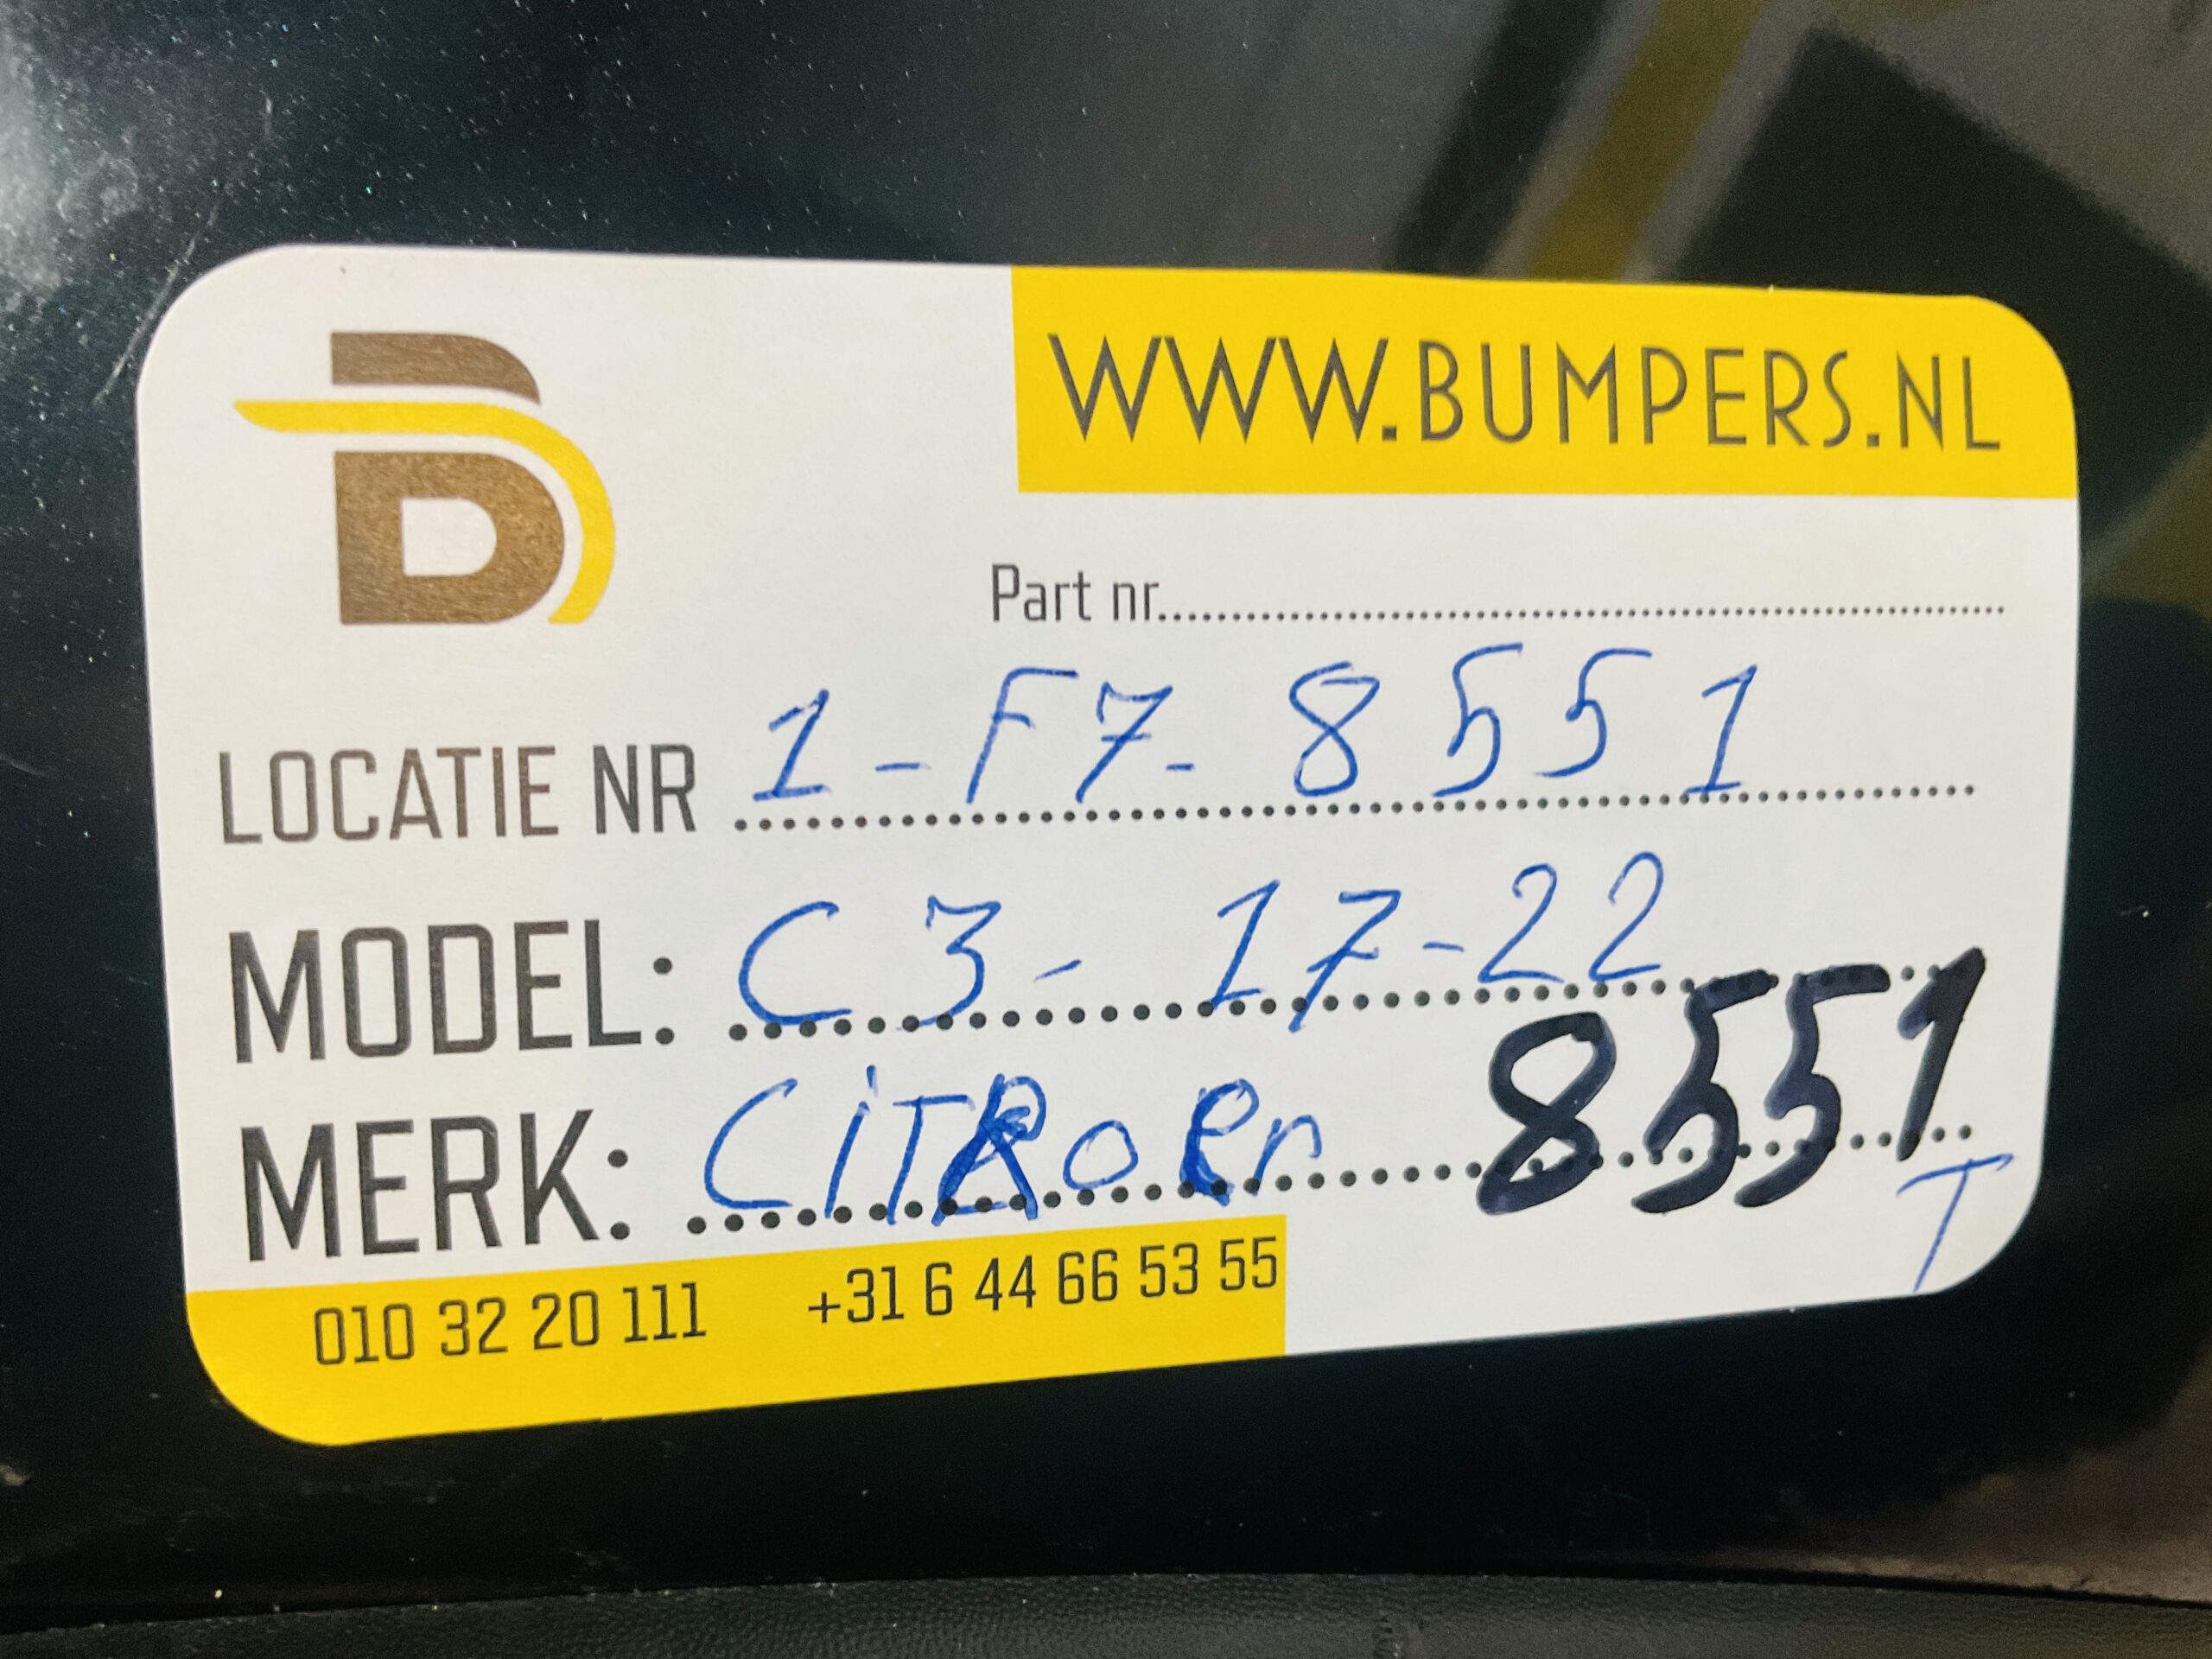 B
WWW.BUMPERS.NL
Part nr
LOCATIE NR 1-F7-8551
MODEL: C3-17-22
MERK: CiTRoen 8551
T
010 32 20 111 +31 6 44 66 53 55